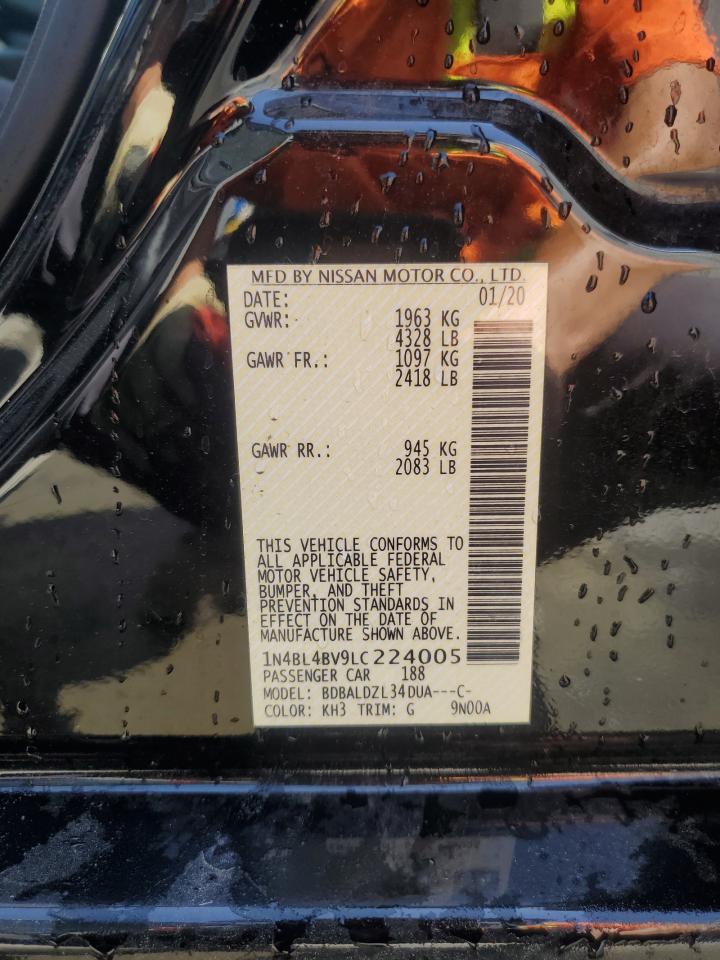 MFD BY NISSAN MOTOR CO., LTD.
DATE: 01/20
GVWR: 1963 KG
4328 LB
GAWR FR.: 1097 KG
2418 LB
GAWR RR.: 945 KG
2083 LB
THIS VEHICLE CONFORMS TO
ALL APPLICABLE FEDERAL
MOTOR VEHICLE SAFETY,
BUMPER, AND THEFT
PREVENTION STANDARDS IN
EFFECT ON THE DATE OF
MANUFACTURE SHOWN ABOVE.
1N4BL4BV9LC224005
PASSENGER CAR 188
MODEL: BDBALDZL34DUA---C-
COLOR: KH3 TRIM: G 9N00A